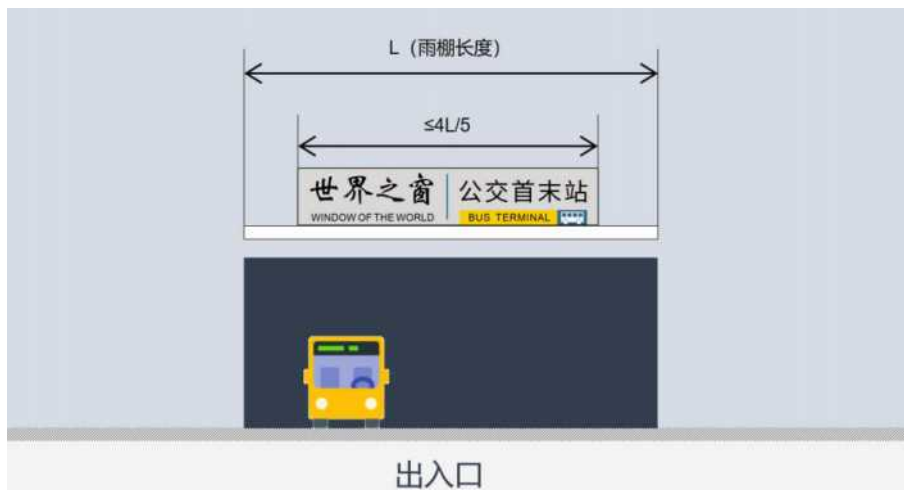 L（雨棚长度）
≤4L/5
世界之窗
WINDOW OF THE WORLD
公交首末站
BUS TERMINAL
出入口